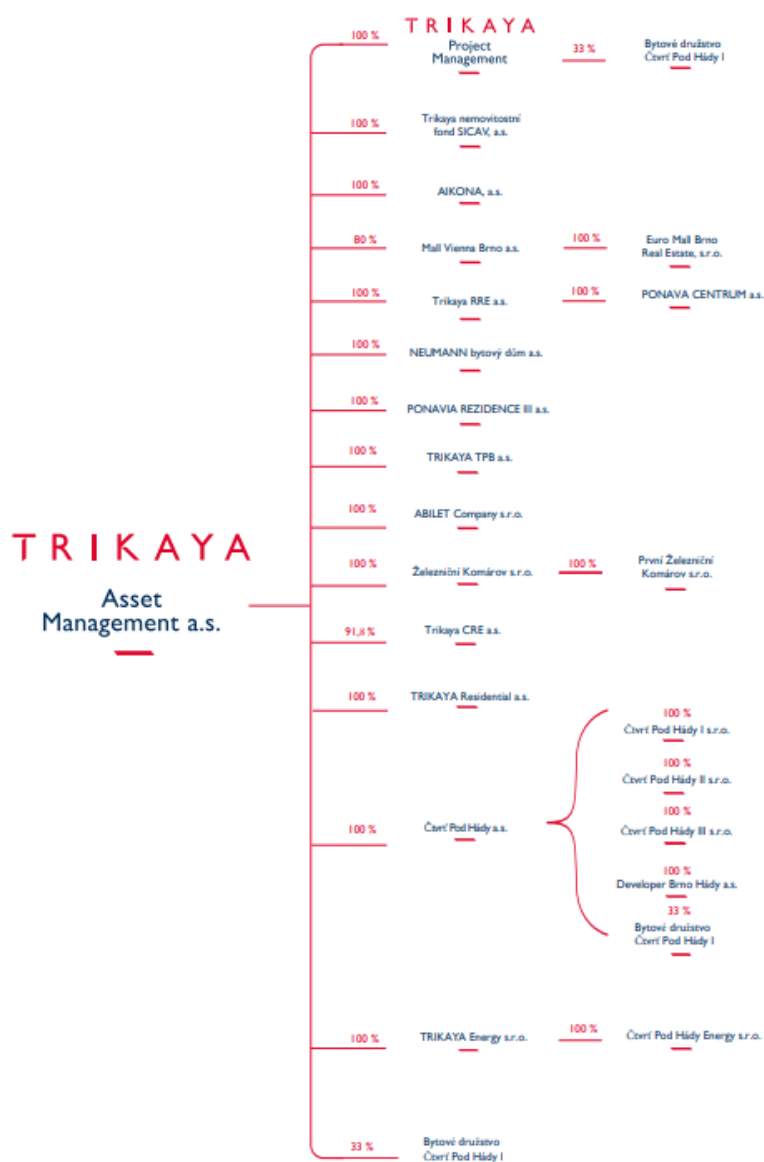 TRIKAYA
100 %
Project
Management
33 %
Bytové družstvo
Čtvrť Pod Hády I
100 %
Trikaya nemovitostní
fond SICAV, a.s.
100 %
AIKONA, a.s.
80 %
Mall Vienna Brno a.s.
100 %
Euro Mall Brno
Real Estate, s.r.o.
100 %
Trikaya RRE a.s.
100 %
PONAVA CENTRUM a.s.
100 %
NEUMANN bytový dům a.s.
100 %
PONAVIA REZIDENCE III a.s.
100 %
TRIKAYA TPB a.s.
100 %
ABILET Company s.r.o.
TRIKAYA
Asset
Management a.s.
100 %
Železniční Komárov s.r.o.
100 %
První Železniční
Komárov s.r.o.
91,8 %
Trikaya CRE a.s.
100 %
TRIKAYA Residential a.s.
100 %
Čtvrť Pod Hády a.s.
100 %
Čtvrť Pod Hády I s.r.o.
100 %
Čtvrť Pod Hády II s.r.o.
100 %
Čtvrť Pod Hády III s.r.o.
100 %
Developer Brno Hády a.s.
33 %
Bytové družstvo
Čtvrť Pod Hády I
100 %
TRIKAYA Energy s.r.o.
100 %
Čtvrť Pod Hády Energy s.r.o.
33 %
Bytové družstvo
Čtvrť Pod Hády I